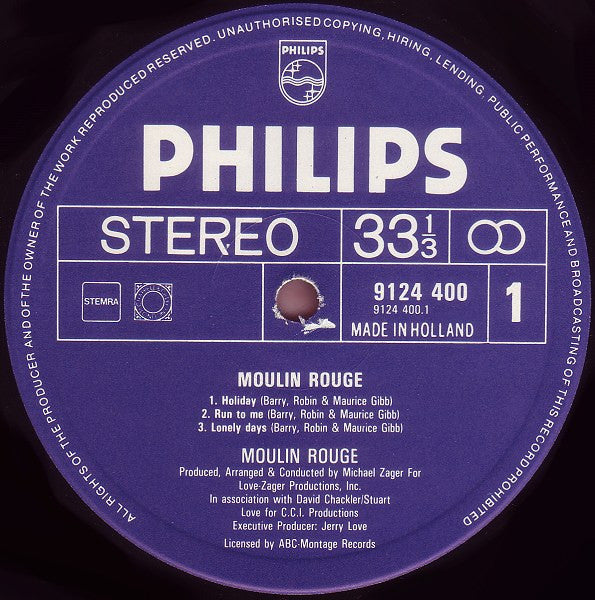 ALL RIGHTS OF THE PRODUCER AND OF THE OWNER OF THE WORK REPRODUCED RESERVED. UNAUTHORISED COPYING, HIRING, LENDING, PUBLIC PERFORMANCE AND BROADCASTING OF THIS RECORD PROHIBITED
PHILIPS
PHILIPS
STEREO
33 1/3
STEMRA
9124 400
9124 400.1
MADE IN HOLLAND
1
MOULIN ROUGE
1. Holiday (Barry, Robin & Maurice Gibb)
2. Run to me (Barry, Robin & Maurice Gibb)
3. Lonely days (Barry, Robin & Maurice Gibb)
MOULIN ROUGE
Produced, Arranged & Conducted by Michael Zager For
Love-Zager Productions, Inc.
In association with David Chackler/Stuart
Love for C.C.I. Productions
Executive Producer: Jerry Love
Licensed by ABC-Montage Records